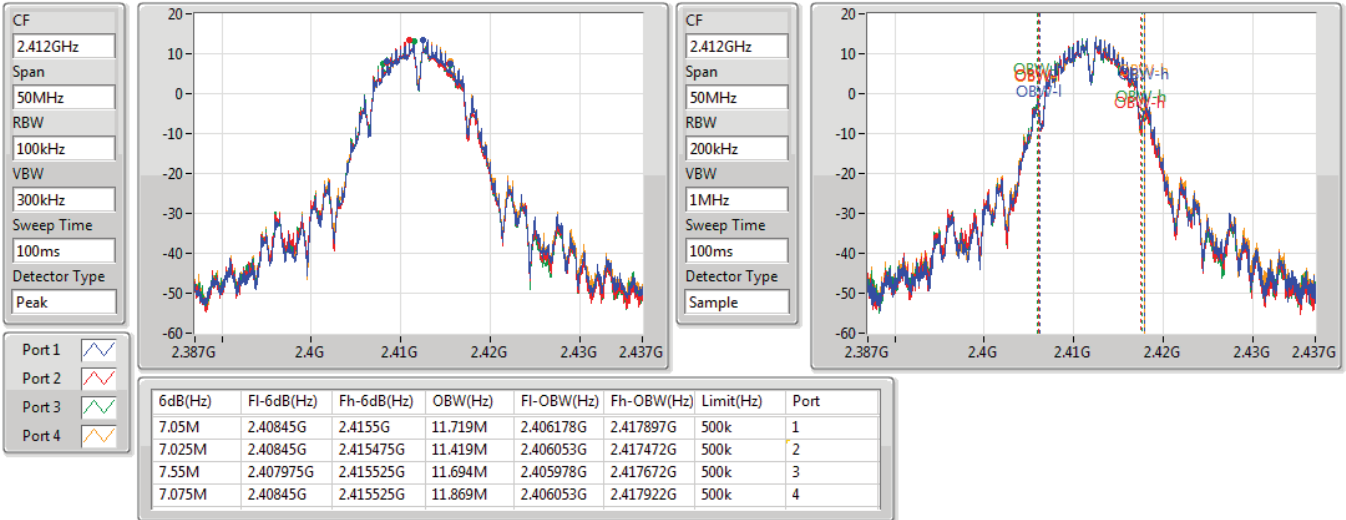 CF
2.412GHz
Span
50MHz
RBW
100kHz
VBW
300kHz
Sweep Time
100ms
Detector Type
Peak
20
10
0
-10
-20
-30
-40
-50
-60
2.387G 2.4G 2.41G 2.42G 2.43G 2.437G
CF
2.412GHz
Span
50MHz
RBW
200kHz
VBW
1MHz
Sweep Time
100ms
Detector Type
Sample
20
10
0
-10
-20
-30
-40
-50
-60
OBW-l
OBW-h
OBW-h
2.387G 2.4G 2.41G 2.42G 2.43G 2.437G
Port 1
Port 2
Port 3
Port 4
6dB(Hz) Fl-6dB(Hz) Fh-6dB(Hz) OBW(Hz) Fl-OBW(Hz) Fh-OBW(Hz) Limit(Hz) Port
7.05M 2.40845G 2.4155G 11.719M 2.406178G 2.417897G 500k 1
7.025M 2.40845G 2.415475G 11.419M 2.406053G 2.417472G 500k 2
7.55M 2.407975G 2.415525G 11.694M 2.405978G 2.417672G 500k 3
7.075M 2.40845G 2.415525G 11.869M 2.406053G 2.417922G 500k 4